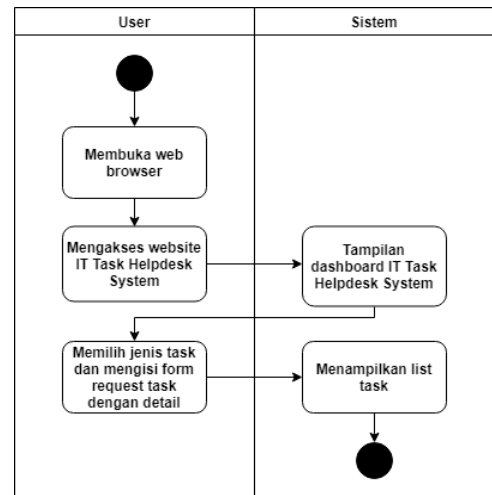 User
Sistem
Membuka web
browser
Mengakses website
IT Task Helpdesk
System
Tampilan
dashboard IT Task
Helpdesk System
Memilih jenis task
dan mengisi form
request task
dengan detail
Menampilkan list
task